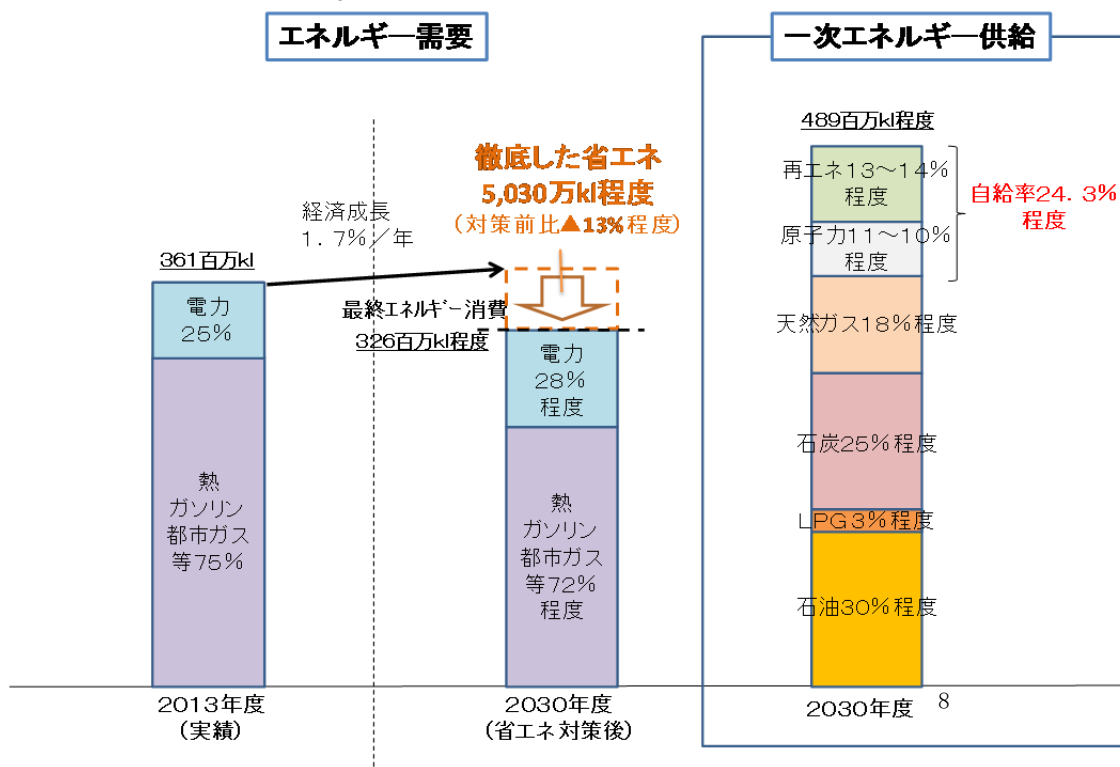 エネルギー需要
一次エネルギー供給
徹底した省エネ
5,030万kl程度
(対策前比▲13%程度)
経済成長
1.7%/年
361百万kl
電力
25%
熱
ガソリン
都市ガス
等75%
2013年度
(実績)
最終エネルギー消費
326百万kl程度
電力
28%
程度
熱
ガソリン
都市ガス
等72%
程度
2030年度
(省エネ対策後)
489百万kl程度
再エネ13~14%
程度
原子力11~10%
程度
自給率24.3%
程度
天然ガス18%程度
石炭25%程度
LPG3%程度
石油30%程度
2030年度
8